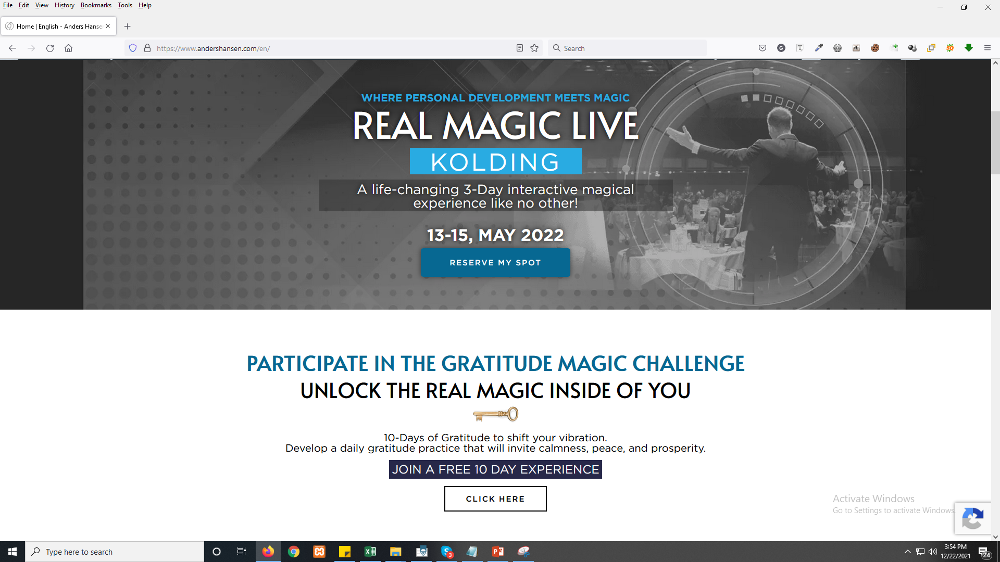 File Edit View History Bookmarks Tools Help
Home | English - Anders Hanse
https://www.andershansen.com/en/
Search
WHERE PERSONAL DEVELOPMENT MEETS MAGIC
REAL MAGIC LIVE
KOLDING
A life-changing 3-Day interactive magical
experience like no other!
13-15, MAY 2022
RESERVE MY SPOT
PARTICIPATE IN THE GRATITUDE MAGIC CHALLENGE
UNLOCK THE REAL MAGIC INSIDE OF YOU
10-Days of Gratitude to shift your vibration.
Develop a daily gratitude practice that will invite calmness, peace, and prosperity.
JOIN A FREE 10 DAY EXPERIENCE
CLICK HERE
Activate Windows
Go to Settings to activate Windows.
Type here to search
3
3:54 PM
12/22/2021
24